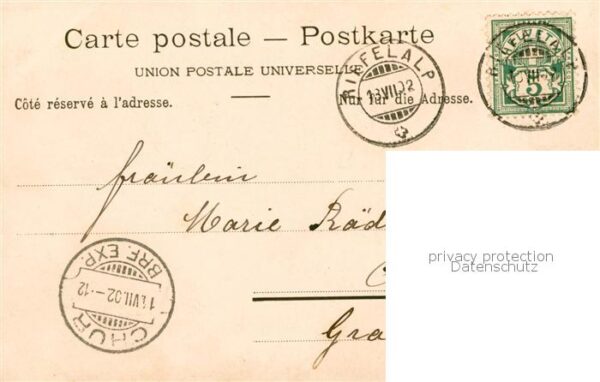 Carte postale — Postkarte
UNION POSTALE UNIVERSELLE
Côté réservé à l'adresse.
Nur für die Adresse.
RIFFELALP
13 VII 02
5
Fräulein
Marie Räd
C
Gra
CHUR
BRF. EXP.
14 VII 02 - 12
privacy protection
Datenschutz